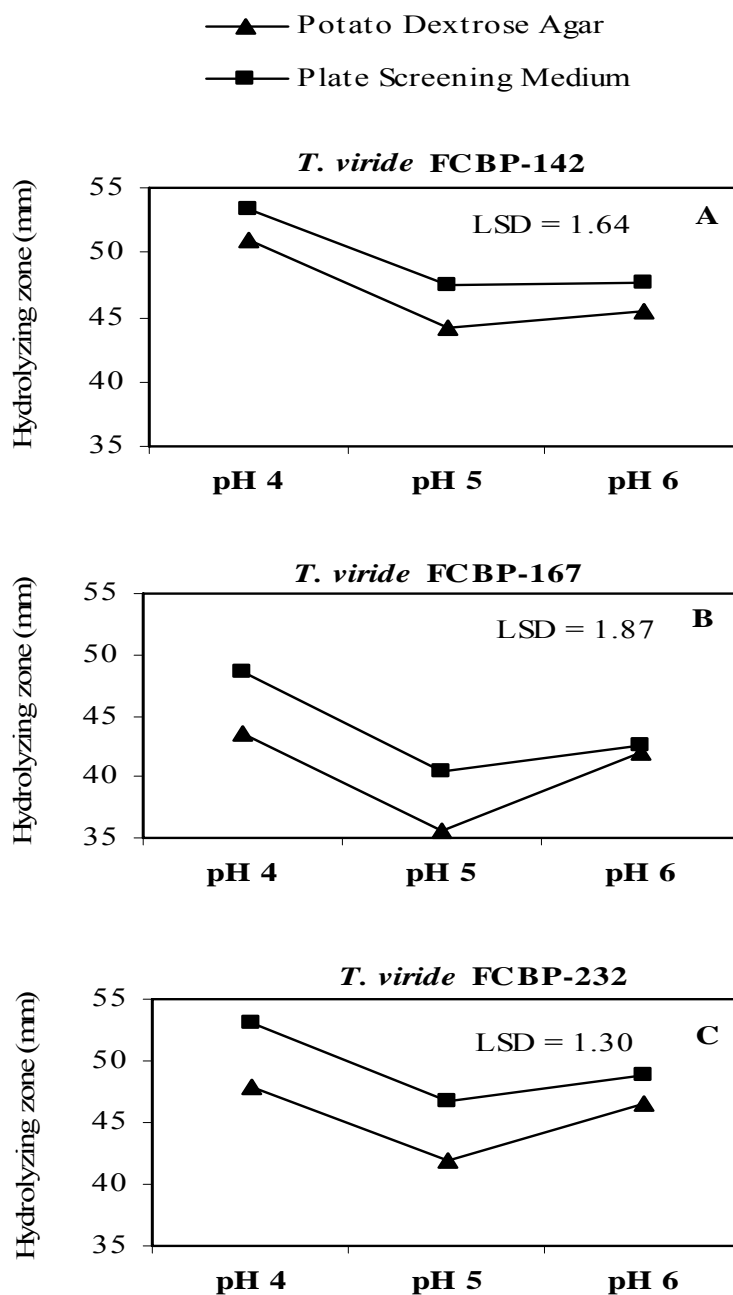 Potato Dextrose Agar
Plate Screening Medium
T. viride FCBP-142
Hydrolyzing zone (mm)
55
50
45
40
35
LSD = 1.64
A
pH 4 pH 5 pH 6
T. viride FCBP-167
Hydrolyzing zone (mm)
55
50
45
40
35
LSD = 1.87
B
pH 4 pH 5 pH 6
T. viride FCBP-232
Hydrolyzing zone (mm)
55
50
45
40
35
LSD = 1.30
C
pH 4 pH 5 pH 6